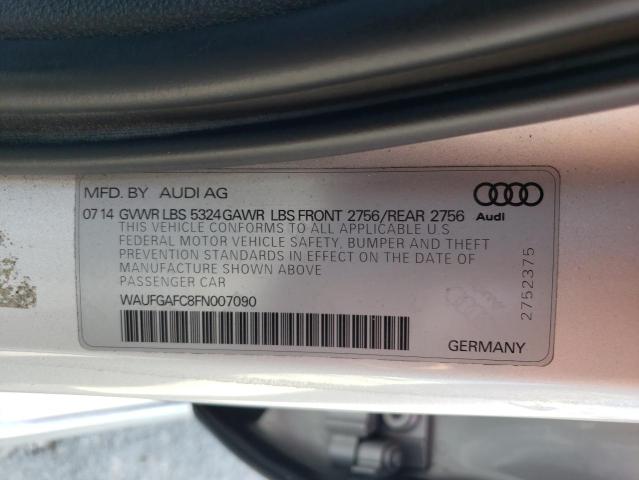 MFD. BY AUDI AG
07 14 GVWR LBS 5324 GAWR LBS FRONT 2756/REAR 2756
THIS VEHICLE CONFORMS TO ALL APPLICABLE U S
FEDERAL MOTOR VEHICLE SAFETY, BUMPER AND THEFT
PREVENTION STANDARDS IN EFFECT ON THE DATE OF
MANUFACTURE SHOWN ABOVE
PASSENGER CAR
WAUFGAFC8FN007090
GERMANY
Audi
2752375